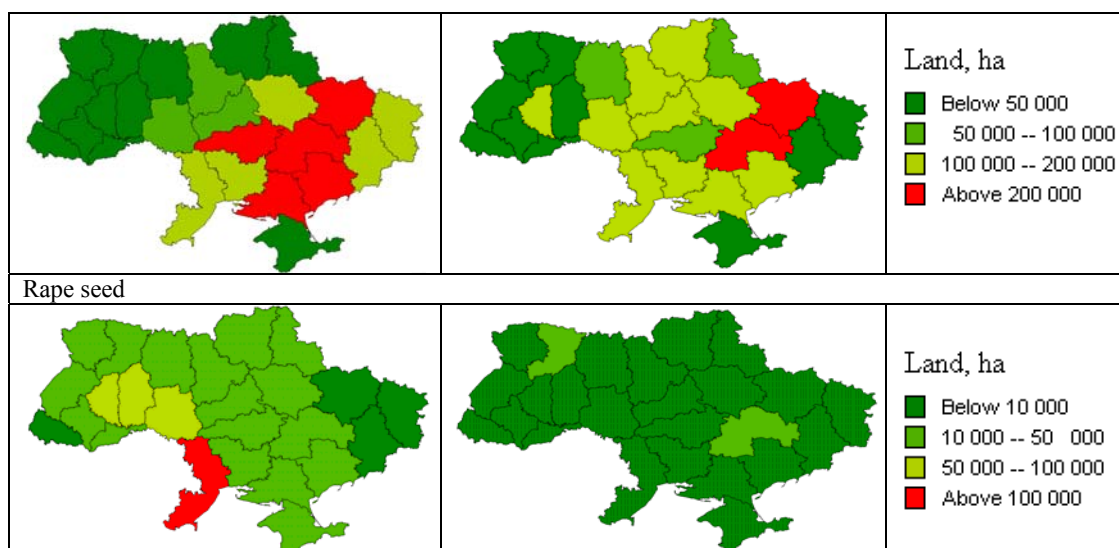 Land, ha
Below 50 000
50 000 -- 100 000
100 000 -- 200 000
Above 200 000
Rape seed
Land, ha
Below 10 000
10 000 -- 50 000
50 000 -- 100 000
Above 100 000